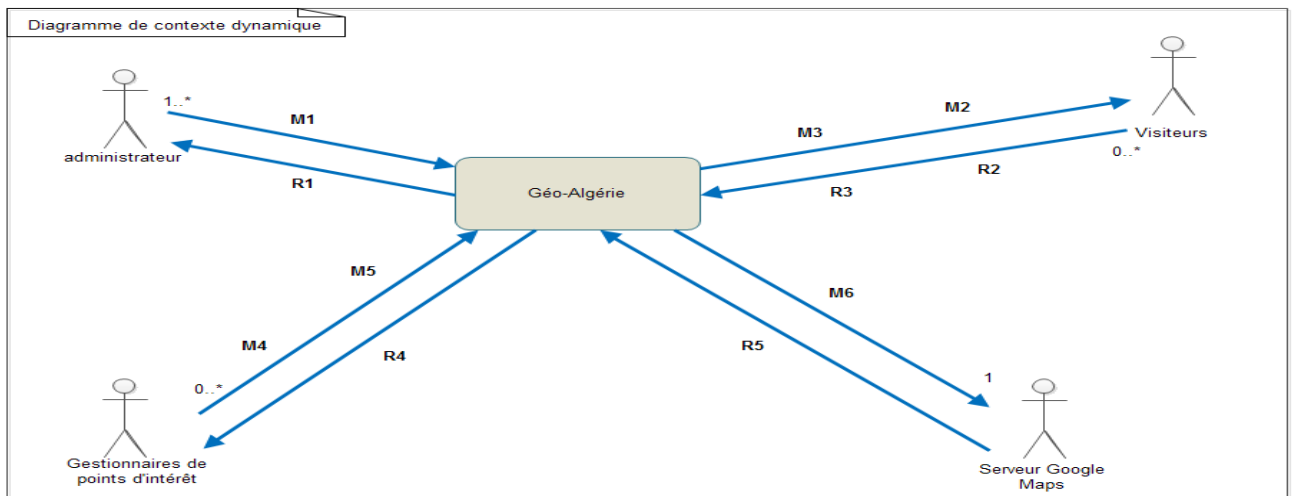 Diagramme de contexte dynamique
1..*
M1
M2
M3
administrateur
Visiteurs
0..*
R1
Géo-Algérie
R2
R3
M5
M6
M4
R4
R5
0..*
1
Gestionnaires de
points d'intérêt
Serveur Google
Maps